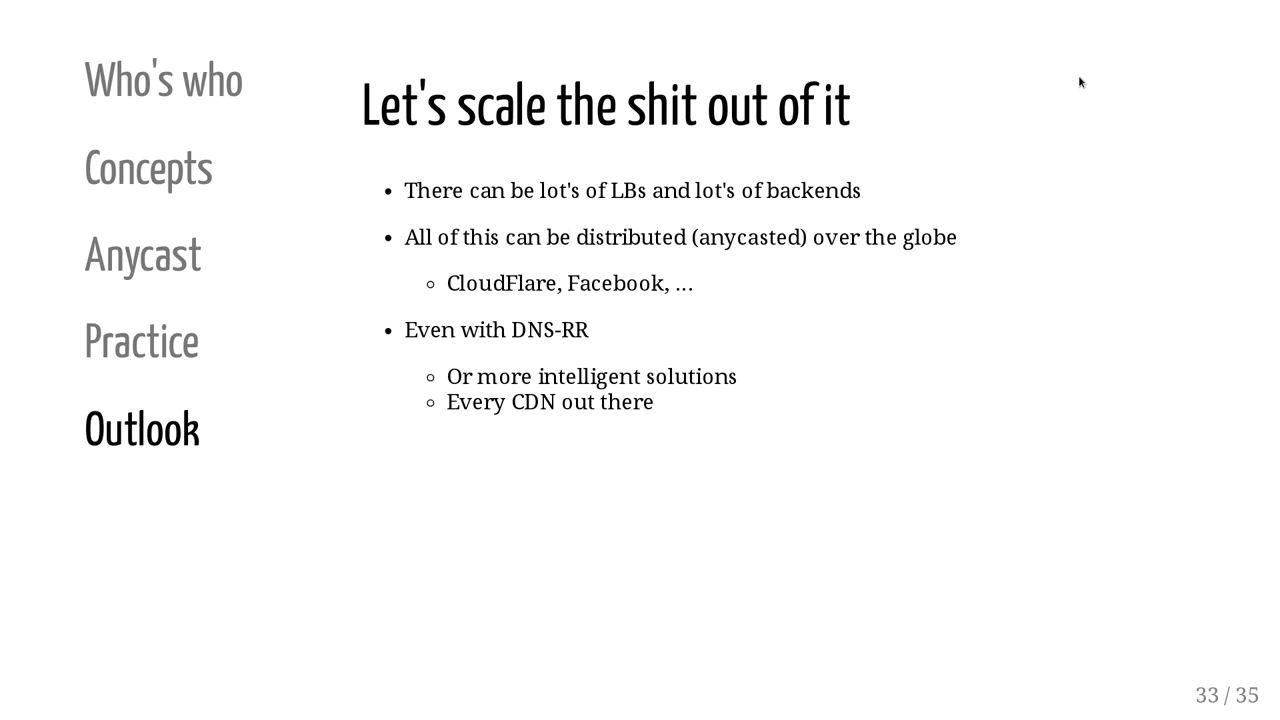 Who's who
Concepts
Anycast
Practice
Outlook
Let's scale the shit out of it
There can be lot's of LBs and lot's of backends
All of this can be distributed (anycasted) over the globe
CloudFlare, Facebook, ...
Even with DNS-RR
Or more intelligent solutions
Every CDN out there
33 / 35